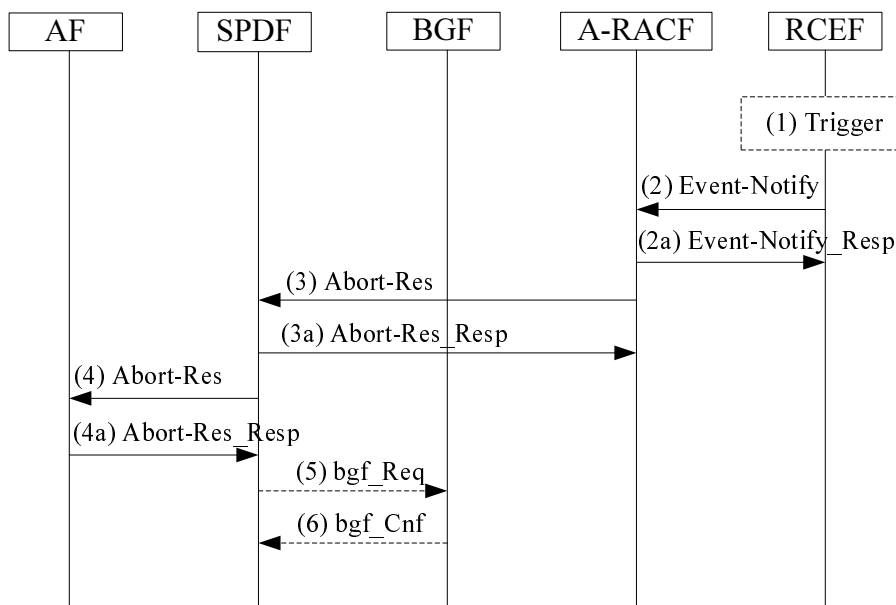 AF
SPDF
BGF
A-RACF
RCEF
(1) Trigger
(2) Event-Notify
(2a) Event-Notify_Resp
(3) Abort-Res
(3a) Abort-Res_Resp
(4) Abort-Res
(4a) Abort-Res_Resp
(5) bgf_Req
(6) bgf_Cnf